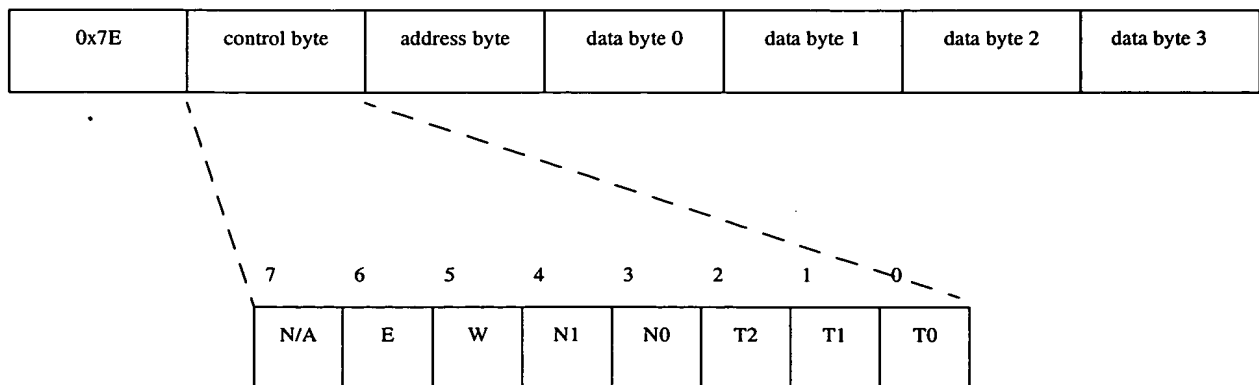 0x7E control byte address byte data byte 0 data byte 1 data byte 2 data byte 3
7 6 5 4 3 2 1 0
N/A E W N1 N0 T2 T1 T0